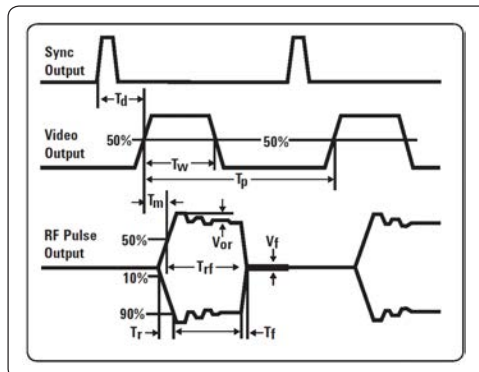 Sync
Output
Td
Video
Output
50%
50%
Tw
Tp
Tm
RF Pulse
Output
50%
Vor
Vf
Trf
10%
90%
Tr
Tf